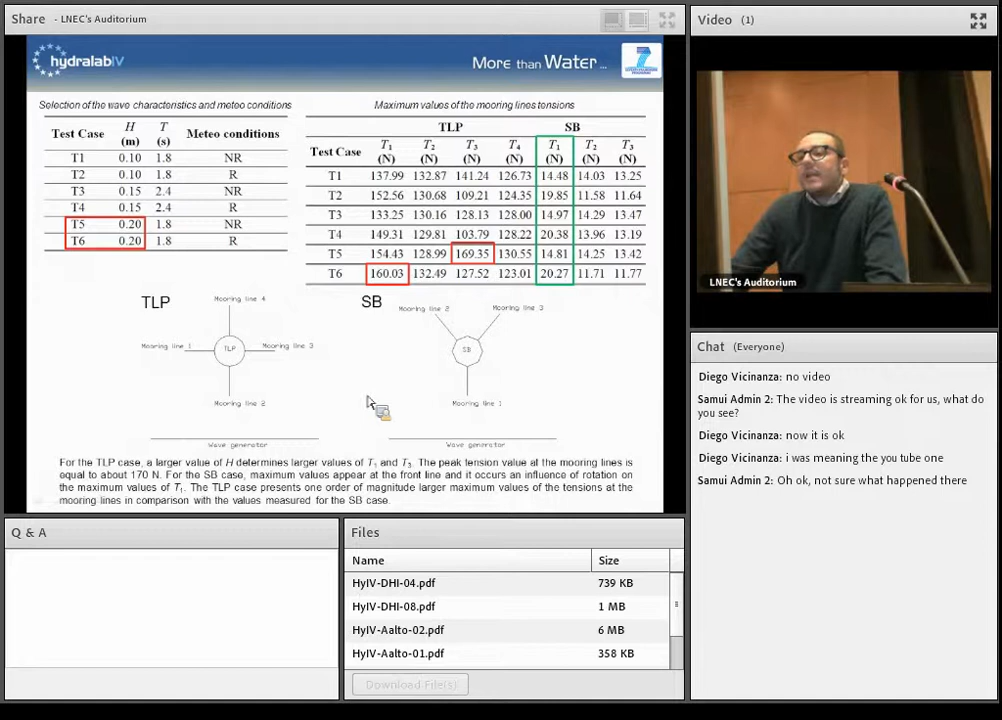 Share - LNEC's Auditorium
hydralabIV
More than Water...
7
Selection of the wave characteristics and meteo conditions
Test Case H (m) T (s) Meteo conditions
T1 0.10 1.8 NR
T2 0.10 1.8 R
T3 0.15 2.4 NR
T4 0.15 2.4 R
T5 0.20 1.8 NR
T6 0.20 1.8 R
Maximum values of the mooring lines tensions
TLP SB
Test Case T1 (N) T2 (N) T3 (N) T4 (N) T1 (N) T2 (N) T3 (N)
T1 137.99 132.87 141.24 126.73 14.48 14.03 13.25
T2 152.56 130.68 109.21 124.35 19.85 11.58 11.64
T3 133.25 130.16 128.13 128.00 14.97 14.29 13.47
T4 149.31 129.81 103.79 128.22 20.38 13.96 13.19
T5 154.43 128.99 169.35 130.55 14.81 14.25 13.42
T6 160.03 132.49 127.52 123.01 20.27 11.71 11.77
TLP
Mooring line 4
Mooring line 1
TLP
Mooring line 3
Mooring line 2
Wave generator
SB
Mooring line 2
Mooring line 3
SB
Mooring line 1
Wave generator
For the TLP case, a larger value of H determines larger values of T1 and T3. The peak tension value at the mooring lines is
equal to about 170 N. For the SB case, maximum values appear at the front line and it occurs an influence of rotation on
the maximum values of T1. The TLP case presents one order of magnitude larger maximum values of the tensions at the
mooring lines in comparison with the values measured for the SB case.
Video (1)
LNEC's Auditorium
Chat (Everyone)
Diego Vicinanza: no video
Samui Admin 2: The video is streaming ok for us, what do
you see?
Diego Vicinanza: now it is ok
Diego Vicinanza: i was meaning the you tube one
Samui Admin 2: Oh ok, not sure what happened there
Q & A
Files
Name Size
HyIV-DHI-04.pdf 739 KB
HyIV-DHI-08.pdf 1 MB
HyIV-Aalto-02.pdf 6 MB
HyIV-Aalto-01.pdf 358 KB
Download File(s)